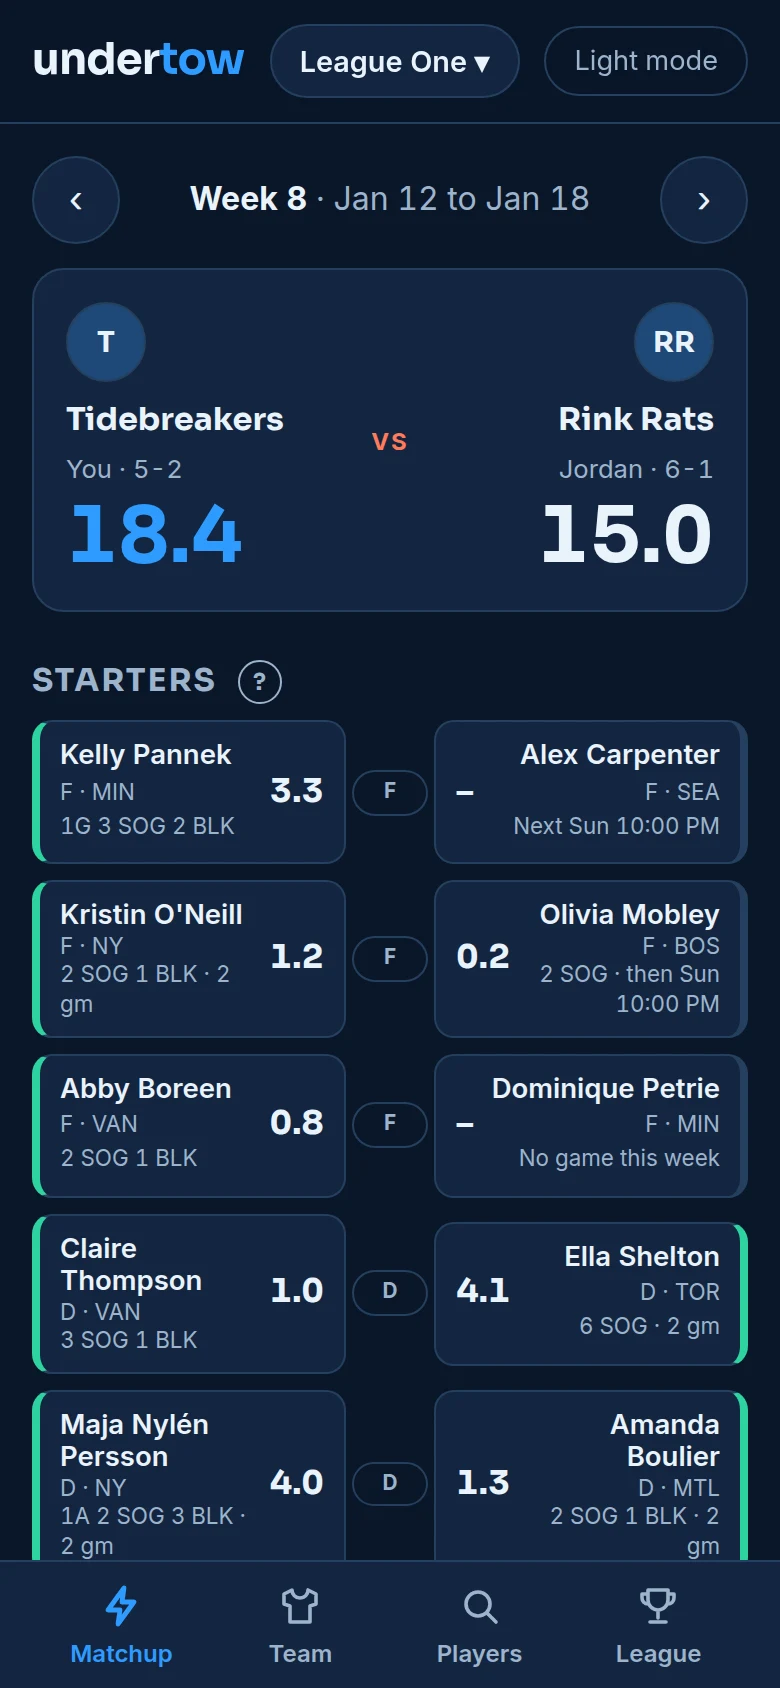 undertow
League One ▾
Light mode
‹
Week 8 · Jan 12 to Jan 18
›
T
RR
Tidebreakers
Rink Rats
VS
You · 5-2
Jordan · 6-1
18.4
15.0
STARTERS ?
Kelly Pannek
F · MIN
1G 3 SOG 2 BLK
3.3
F
–
Alex Carpenter
F · SEA
Next Sun 10:00 PM
Kristin O'Neill
F · NY
2 SOG 1 BLK · 2
gm
1.2
F
0.2
Olivia Mobley
F · BOS
2 SOG · then Sun
10:00 PM
Abby Boreen
F · VAN
2 SOG 1 BLK
0.8
F
–
Dominique Petrie
F · MIN
No game this week
Claire
Thompson
D · VAN
3 SOG 1 BLK
1.0
D
4.1
Ella Shelton
D · TOR
6 SOG · 2 gm
Maja Nylén
Persson
D · NY
1A 2 SOG 3 BLK ·
2 gm
4.0
D
1.3
Amanda
Boulier
D · MTL
2 SOG 1 BLK · 2
gm
Matchup
Team
Players
League